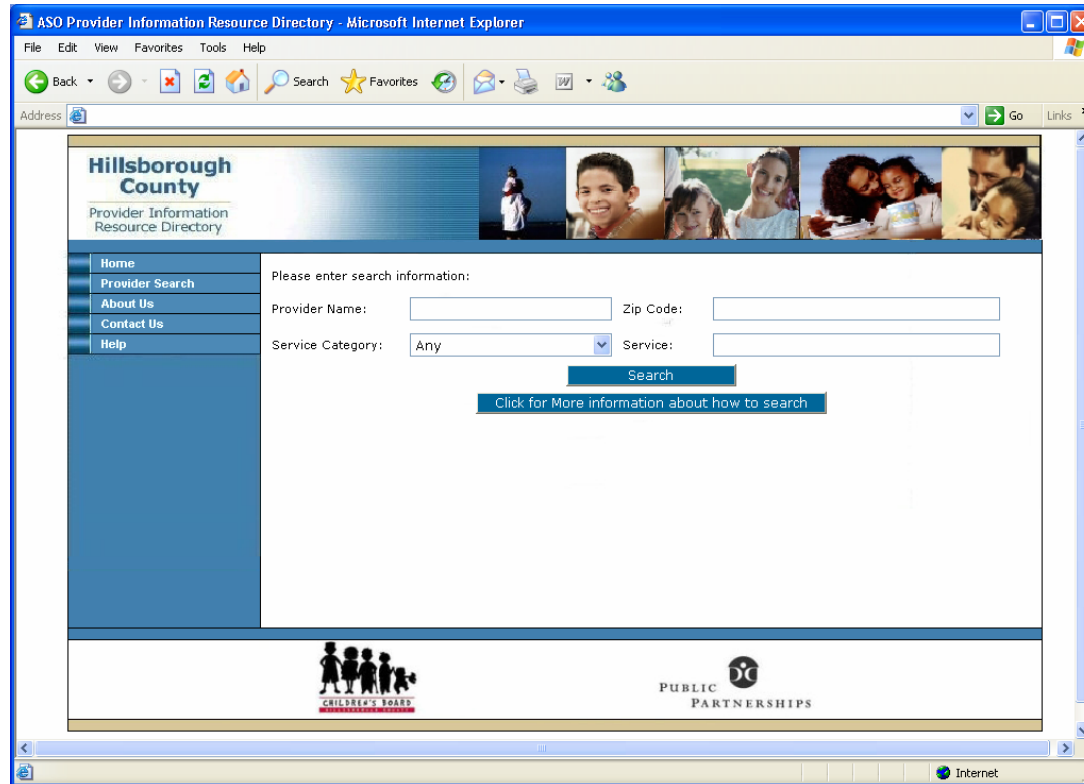 ASO Provider Information Resource Directory - Microsoft Internet Explorer
File Edit View Favorites Tools Help
Back Search Favorites W
Address Go Links
Hillsborough
County
Provider Information
Resource Directory
Home
Provider Search
About Us
Contact Us
Help
Please enter search information:
Provider Name: Zip Code:
Service Category: Any Service:
Search
Click for More information about how to search
CHILDREN'S BOARD
HILLSBOROUGH COUNTY
PUBLIC
PARTNERSHIPS
Internet